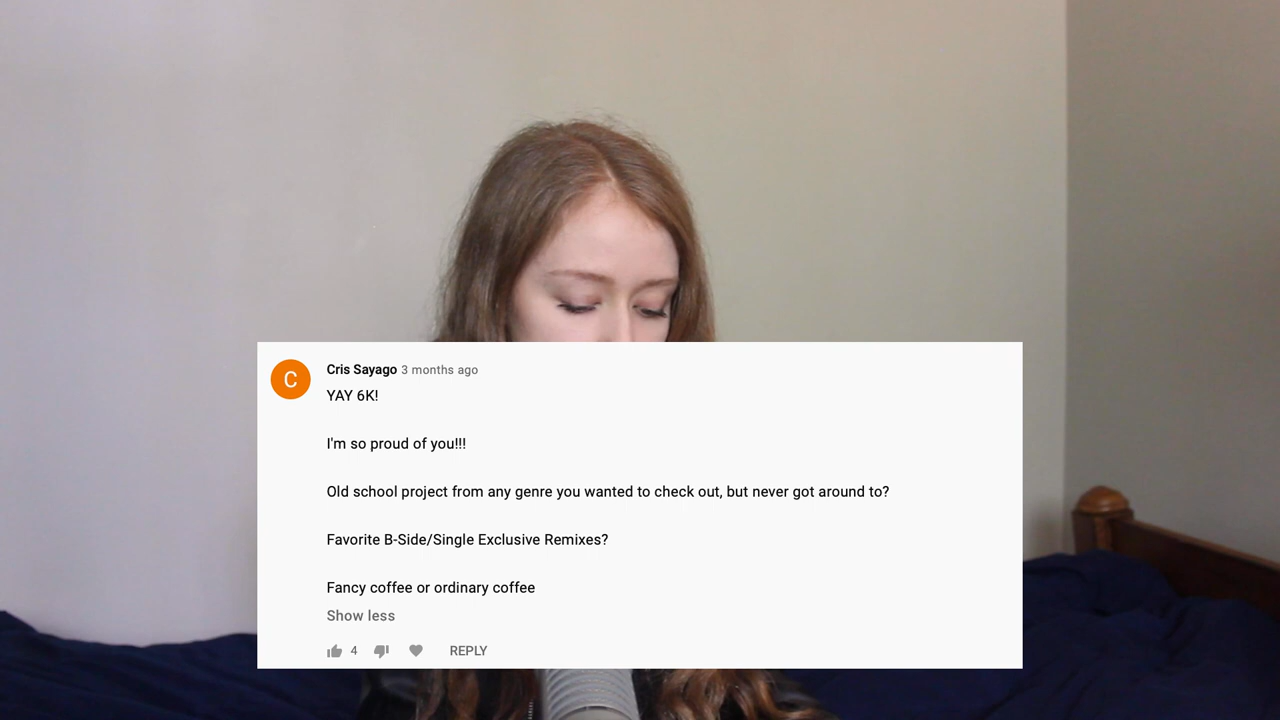 C
Cris Sayago 3 months ago
YAY 6K!
I'm so proud of you!!!
Old school project from any genre you wanted to check out, but never got around to?
Favorite B-Side/Single Exclusive Remixes?
Fancy coffee or ordinary coffee
Show less
4 REPLY